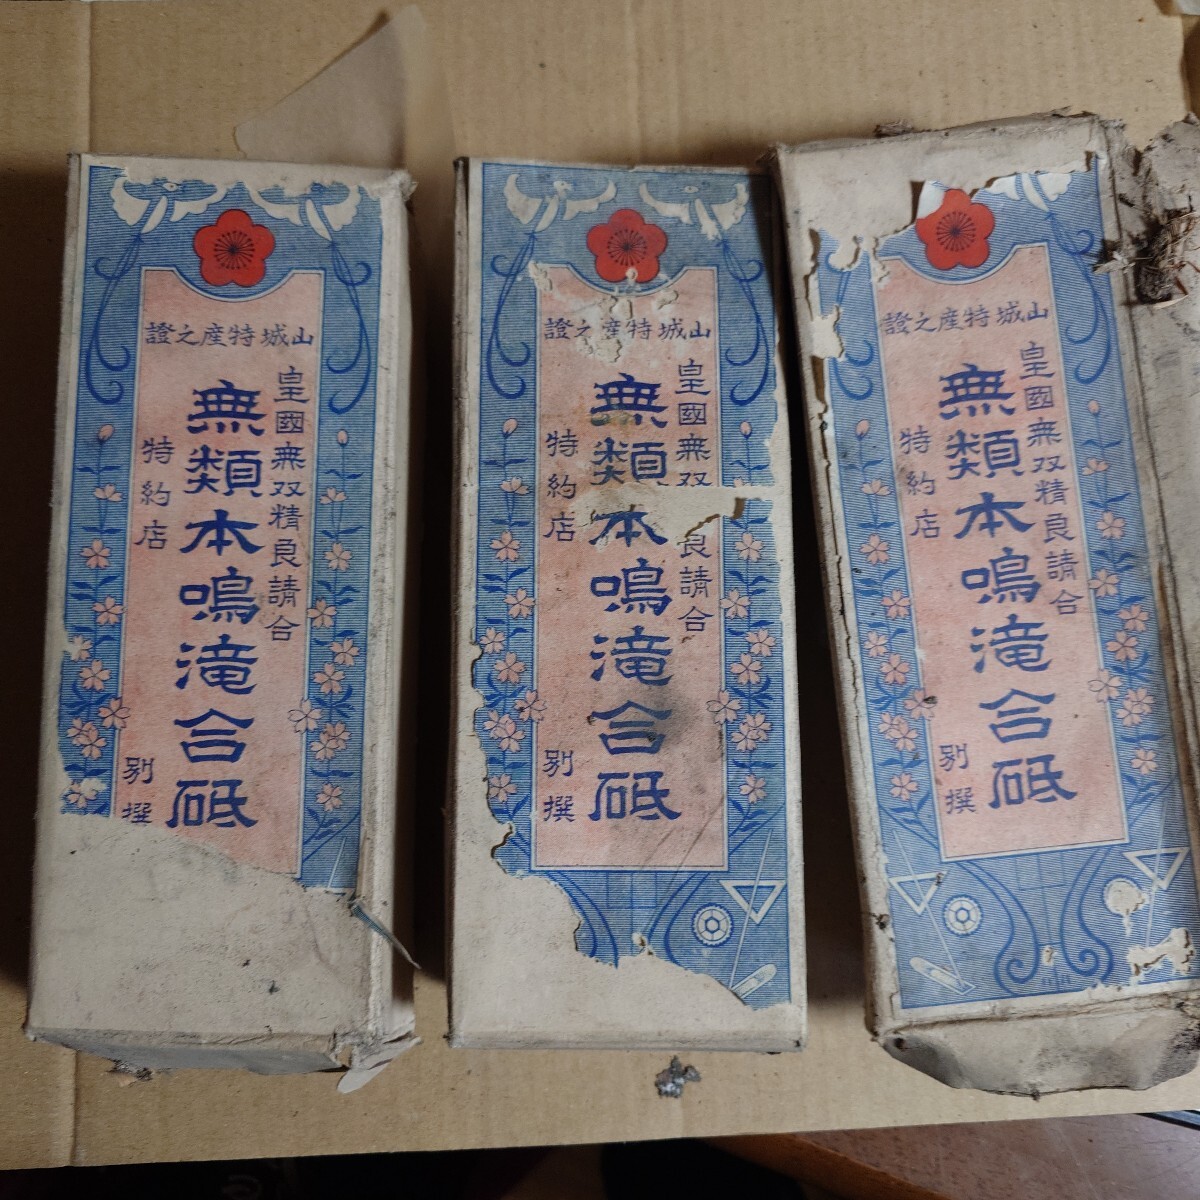 山城特産之證
皇國無双精良請合
無類本鳴滝合砥
特約店
別撰
山城特産之證
皇國無双
良請合
無類本鳴滝合砥
特約店
別撰
山城特産之證
皇國無双精良請合
無類本鳴滝合砥
特約店
別撰